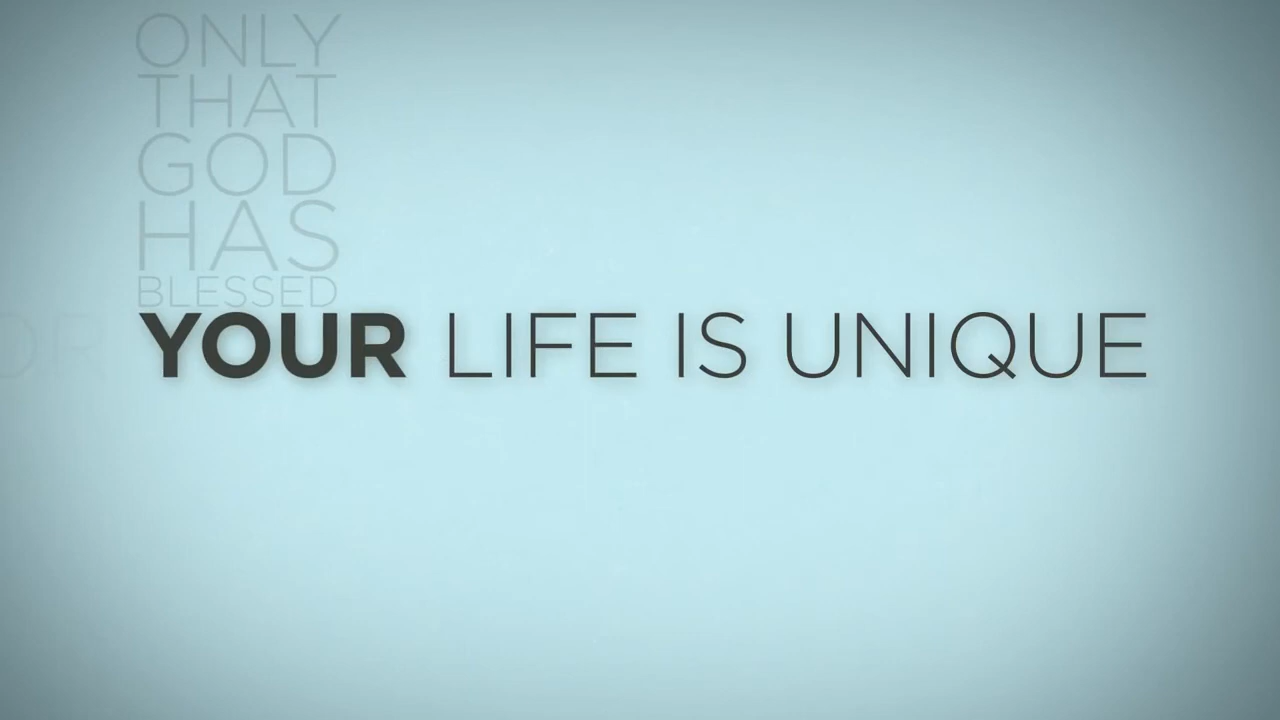 ONLY
THAT
GOD
HAS
BLESSED
YOUR LIFE IS UNIQUE